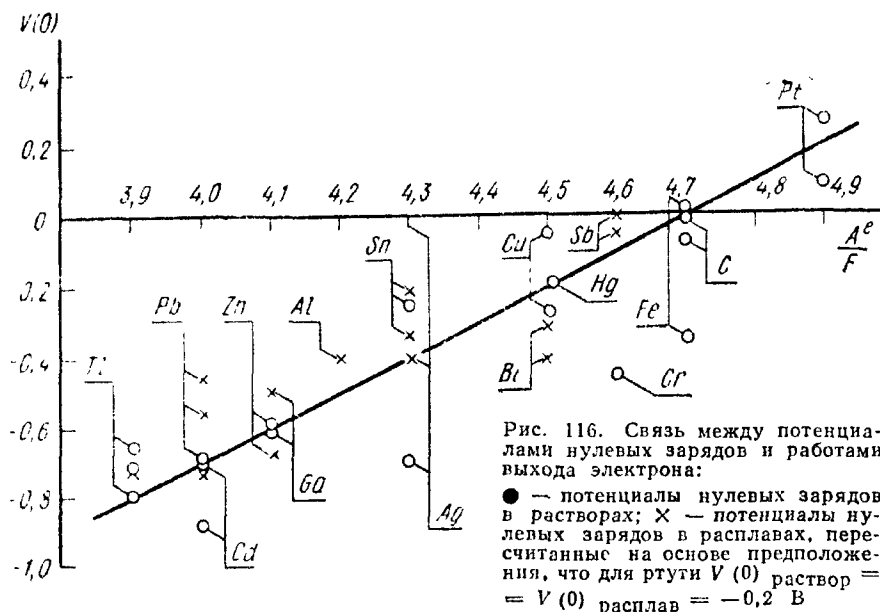 V(0)
0,4
0,2
0
-0,2
-0,4
-0,6
-0,8
-1,0
3,9 4,0 4,1 4,2 4,3 4,4 4,5 4,6 4,7 4,8 4,9
A^e
F
Pt
Sn
Cu
Sb
C
Hg
Pb Zn Al
Fe
Tl
Bi
Cr
Ga
Ag
Cd
Рис. 116. Связь между потенциа-
лами нулевых зарядов и работами
выхода электрона:
● — потенциалы нулевых зарядов
в растворах; × — потенциалы ну-
левых зарядов в расплавах, пере-
считанные на основе предположе-
ния, что для ртути V (0) раствор =
= V (0) расплав = —0,2 В